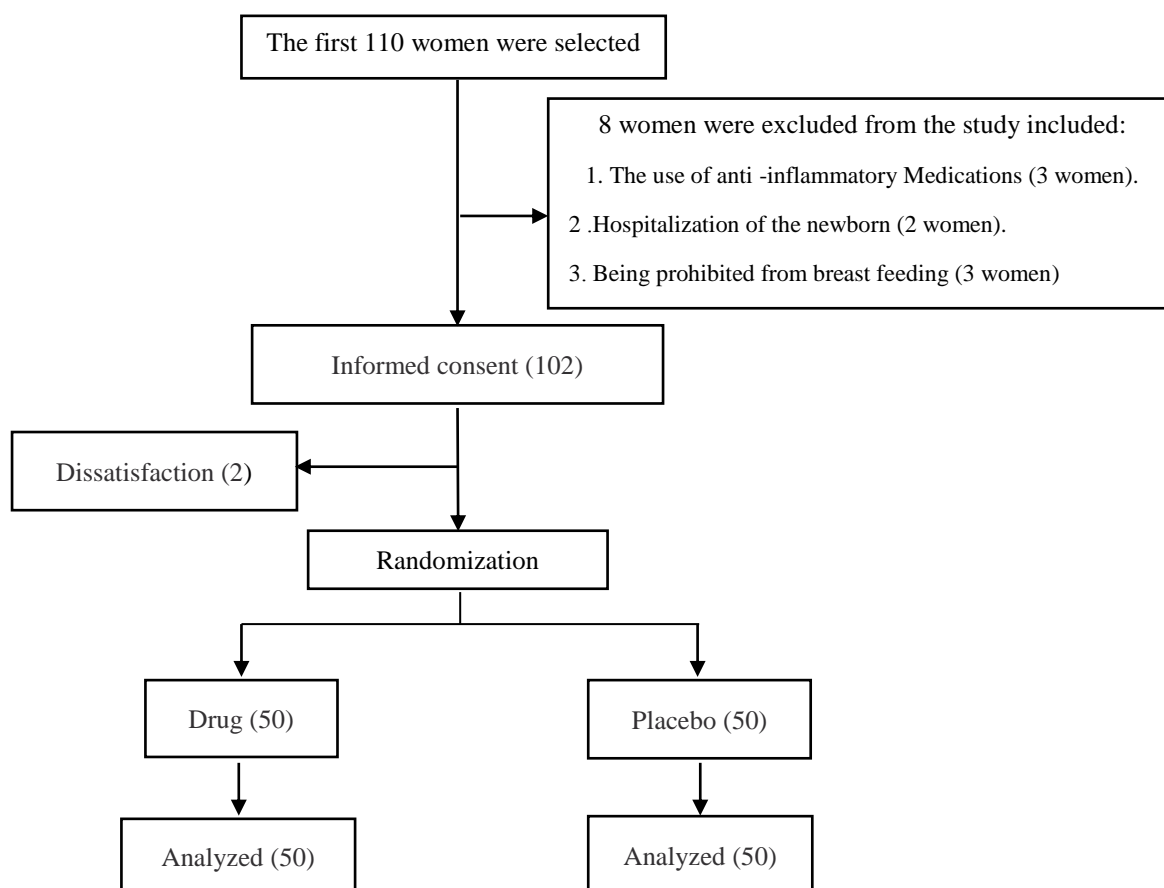 The first 110 women were selected
8 women were excluded from the study included:
1. The use of anti -inflammatory Medications (3 women).
2 .Hospitalization of the newborn (2 women).
3. Being prohibited from breast feeding (3 women)
Informed consent (102)
Dissatisfaction (2)
Randomization
Drug (50)
Placebo (50)
Analyzed (50)
Analyzed (50)